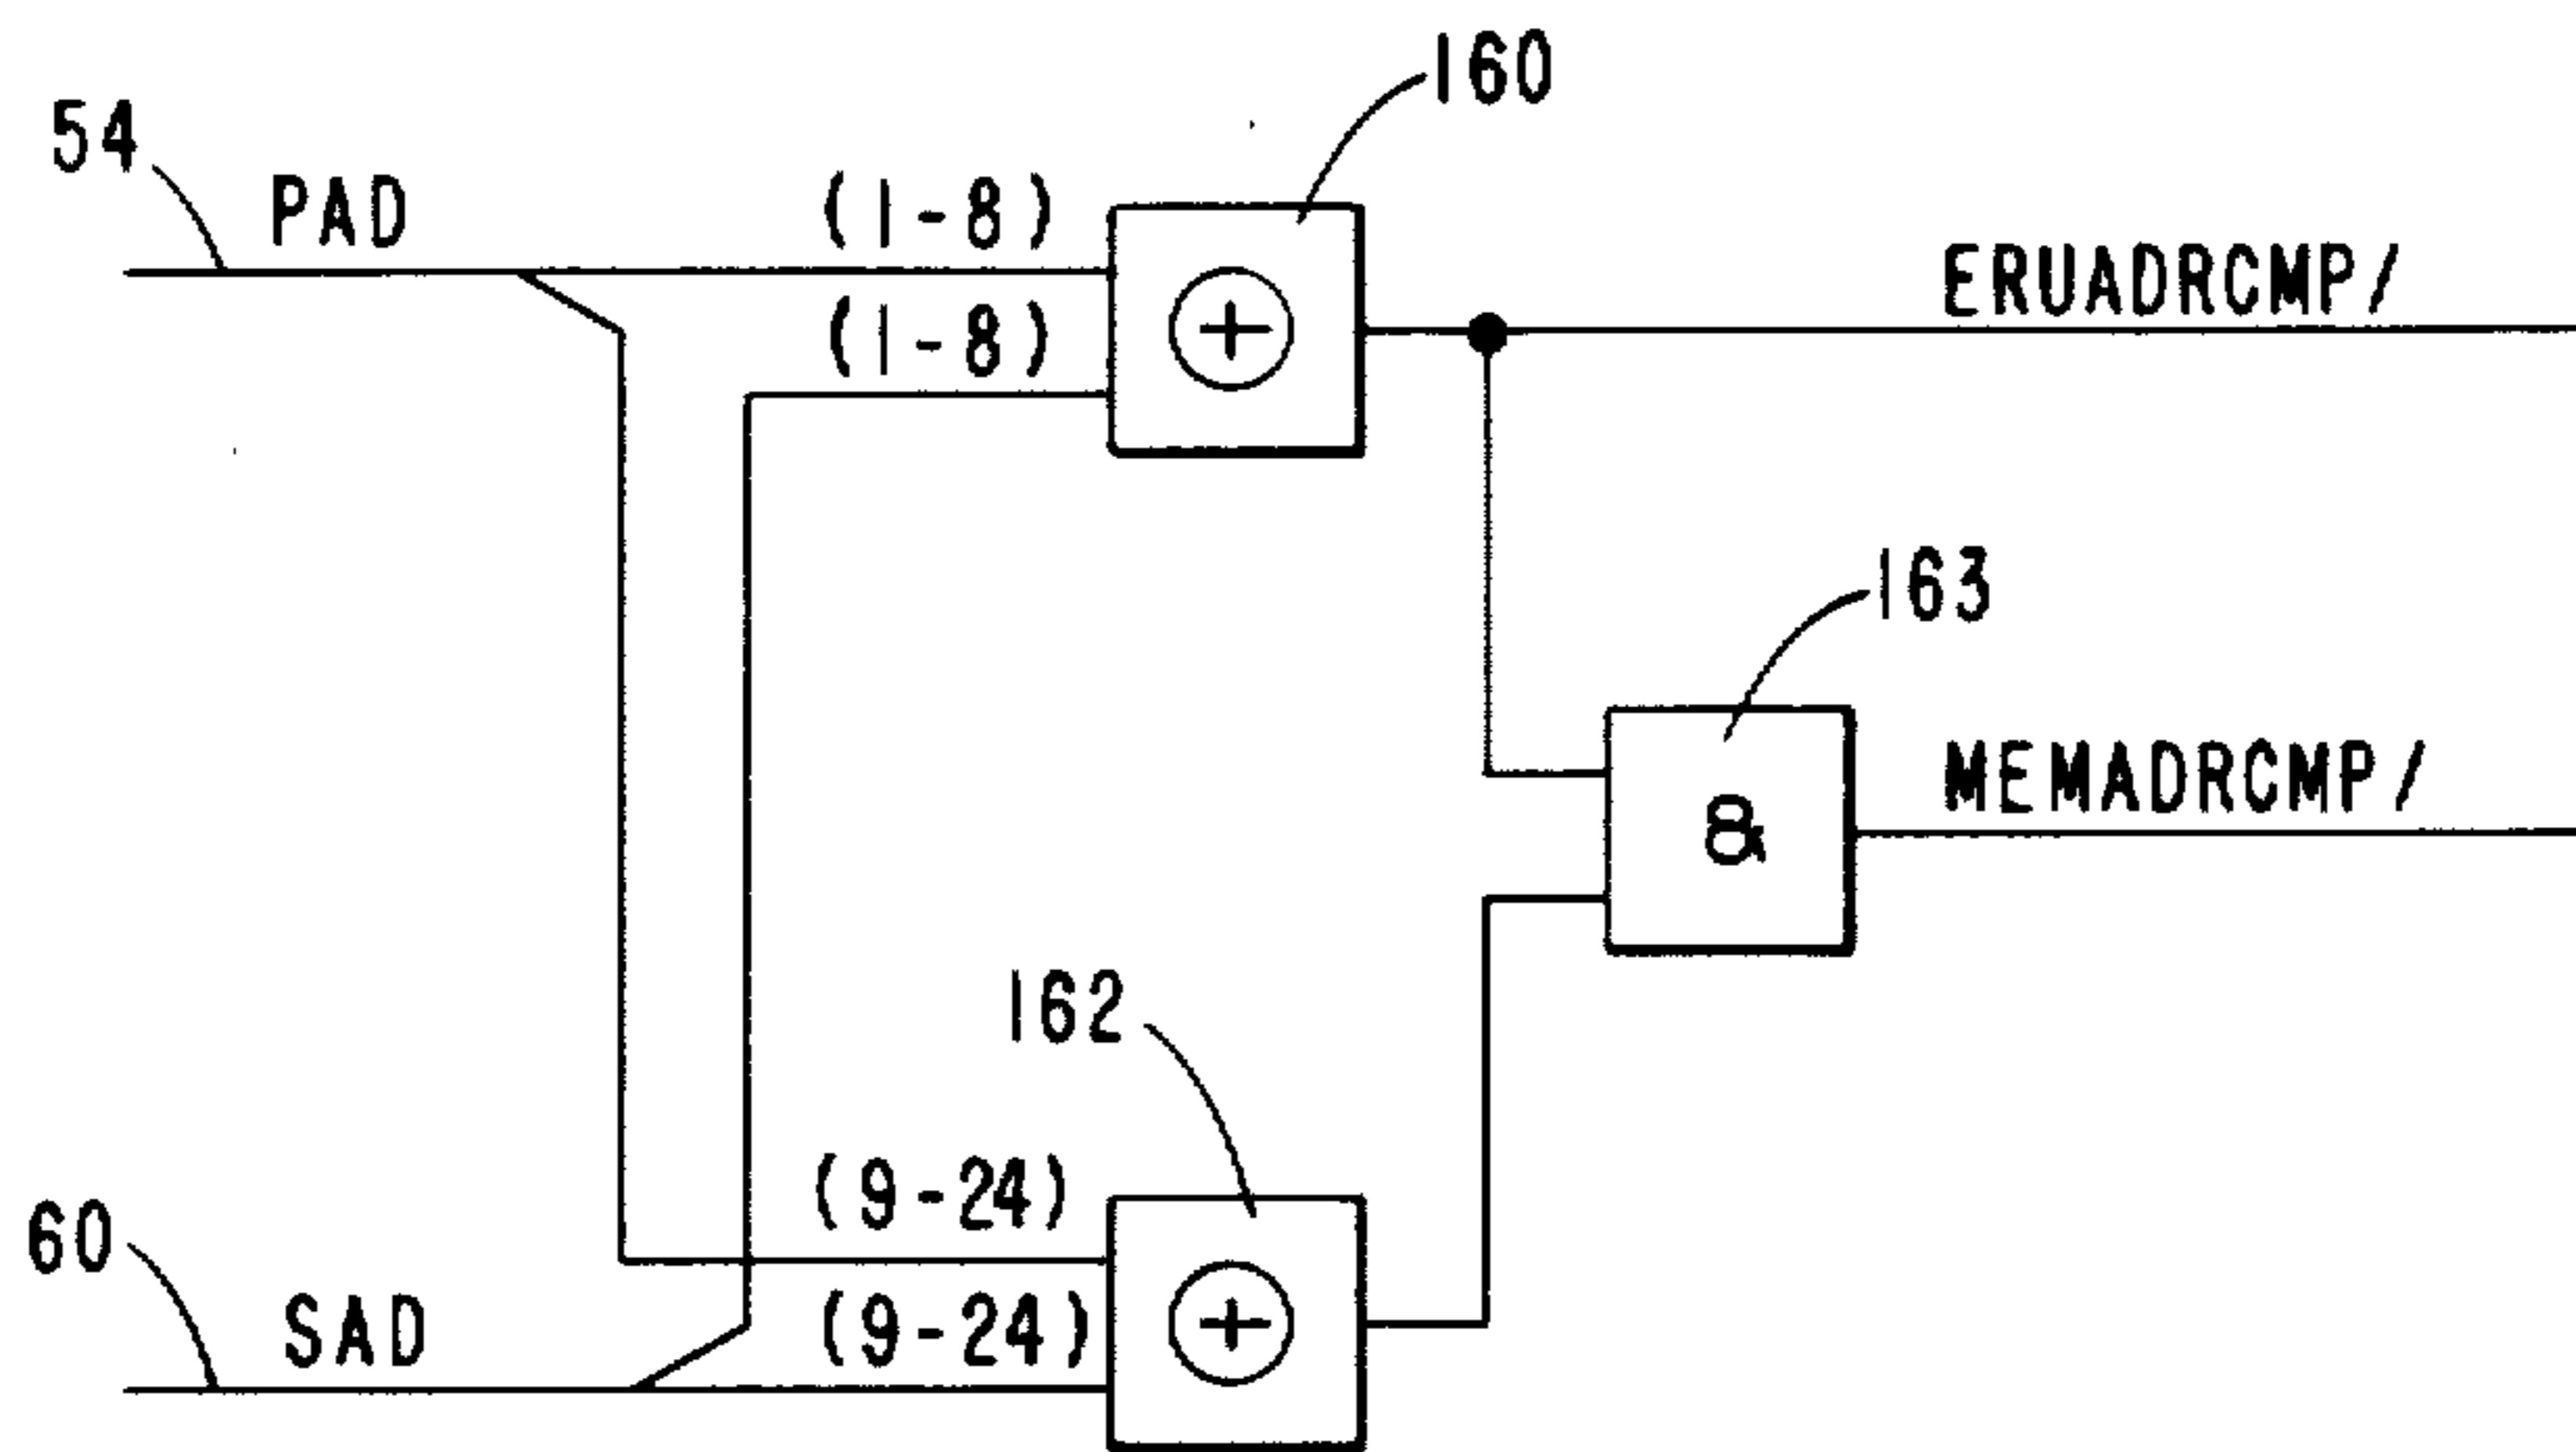 160
54
PAD
(1-8)
ERUADRCMP/
(1-8)
163
MEMADRCMP/
&
162
(9-24)
60
SAD
(9-24)